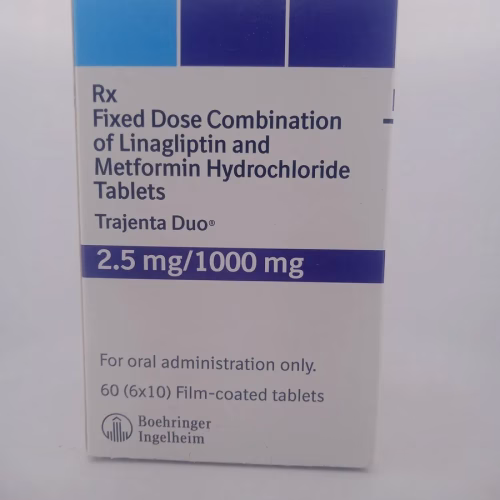 Rx
Fixed Dose Combination
of Linagliptin and
Metformin Hydrochloride
Tablets
Trajenta Duo®
2.5 mg/1000 mg
For oral administration only.
60 (6x10) Film-coated tablets
Boehringer
Ingelheim